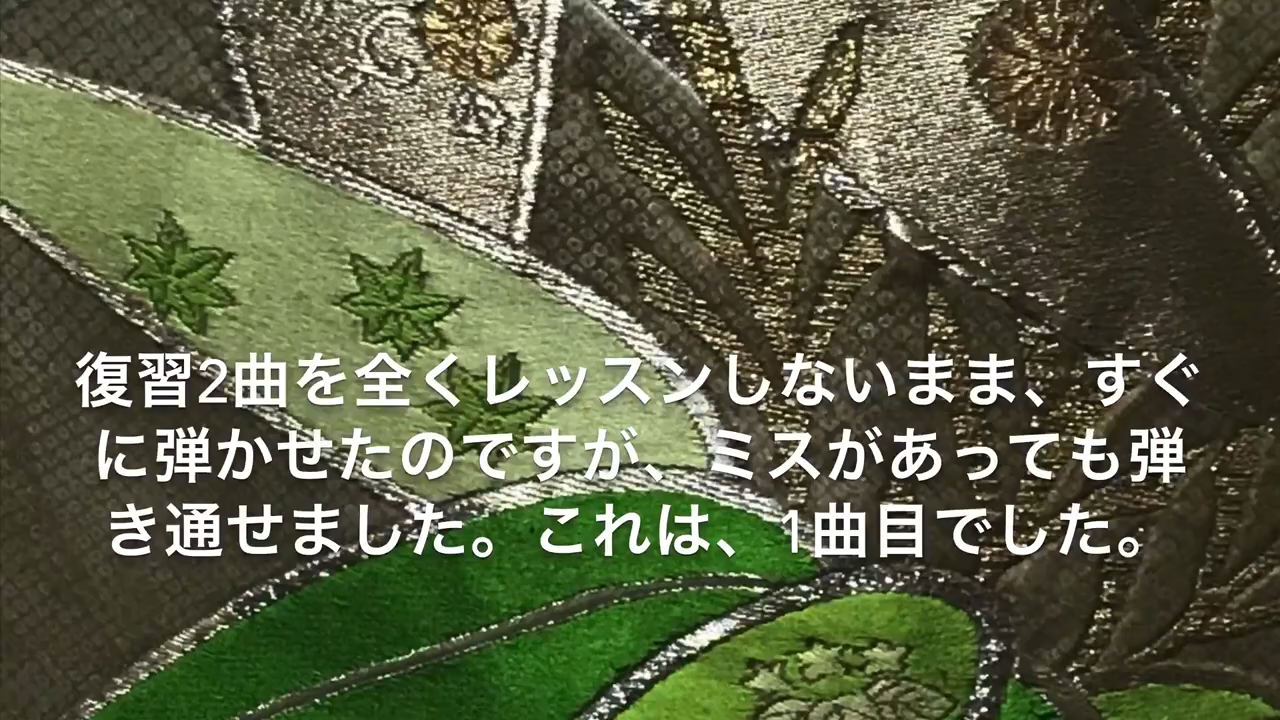 復習2曲を全くレッスンしないまま、すぐ
に弾かせたのですが、ミスがあっても弾
き通せました。これは、1曲目でした。